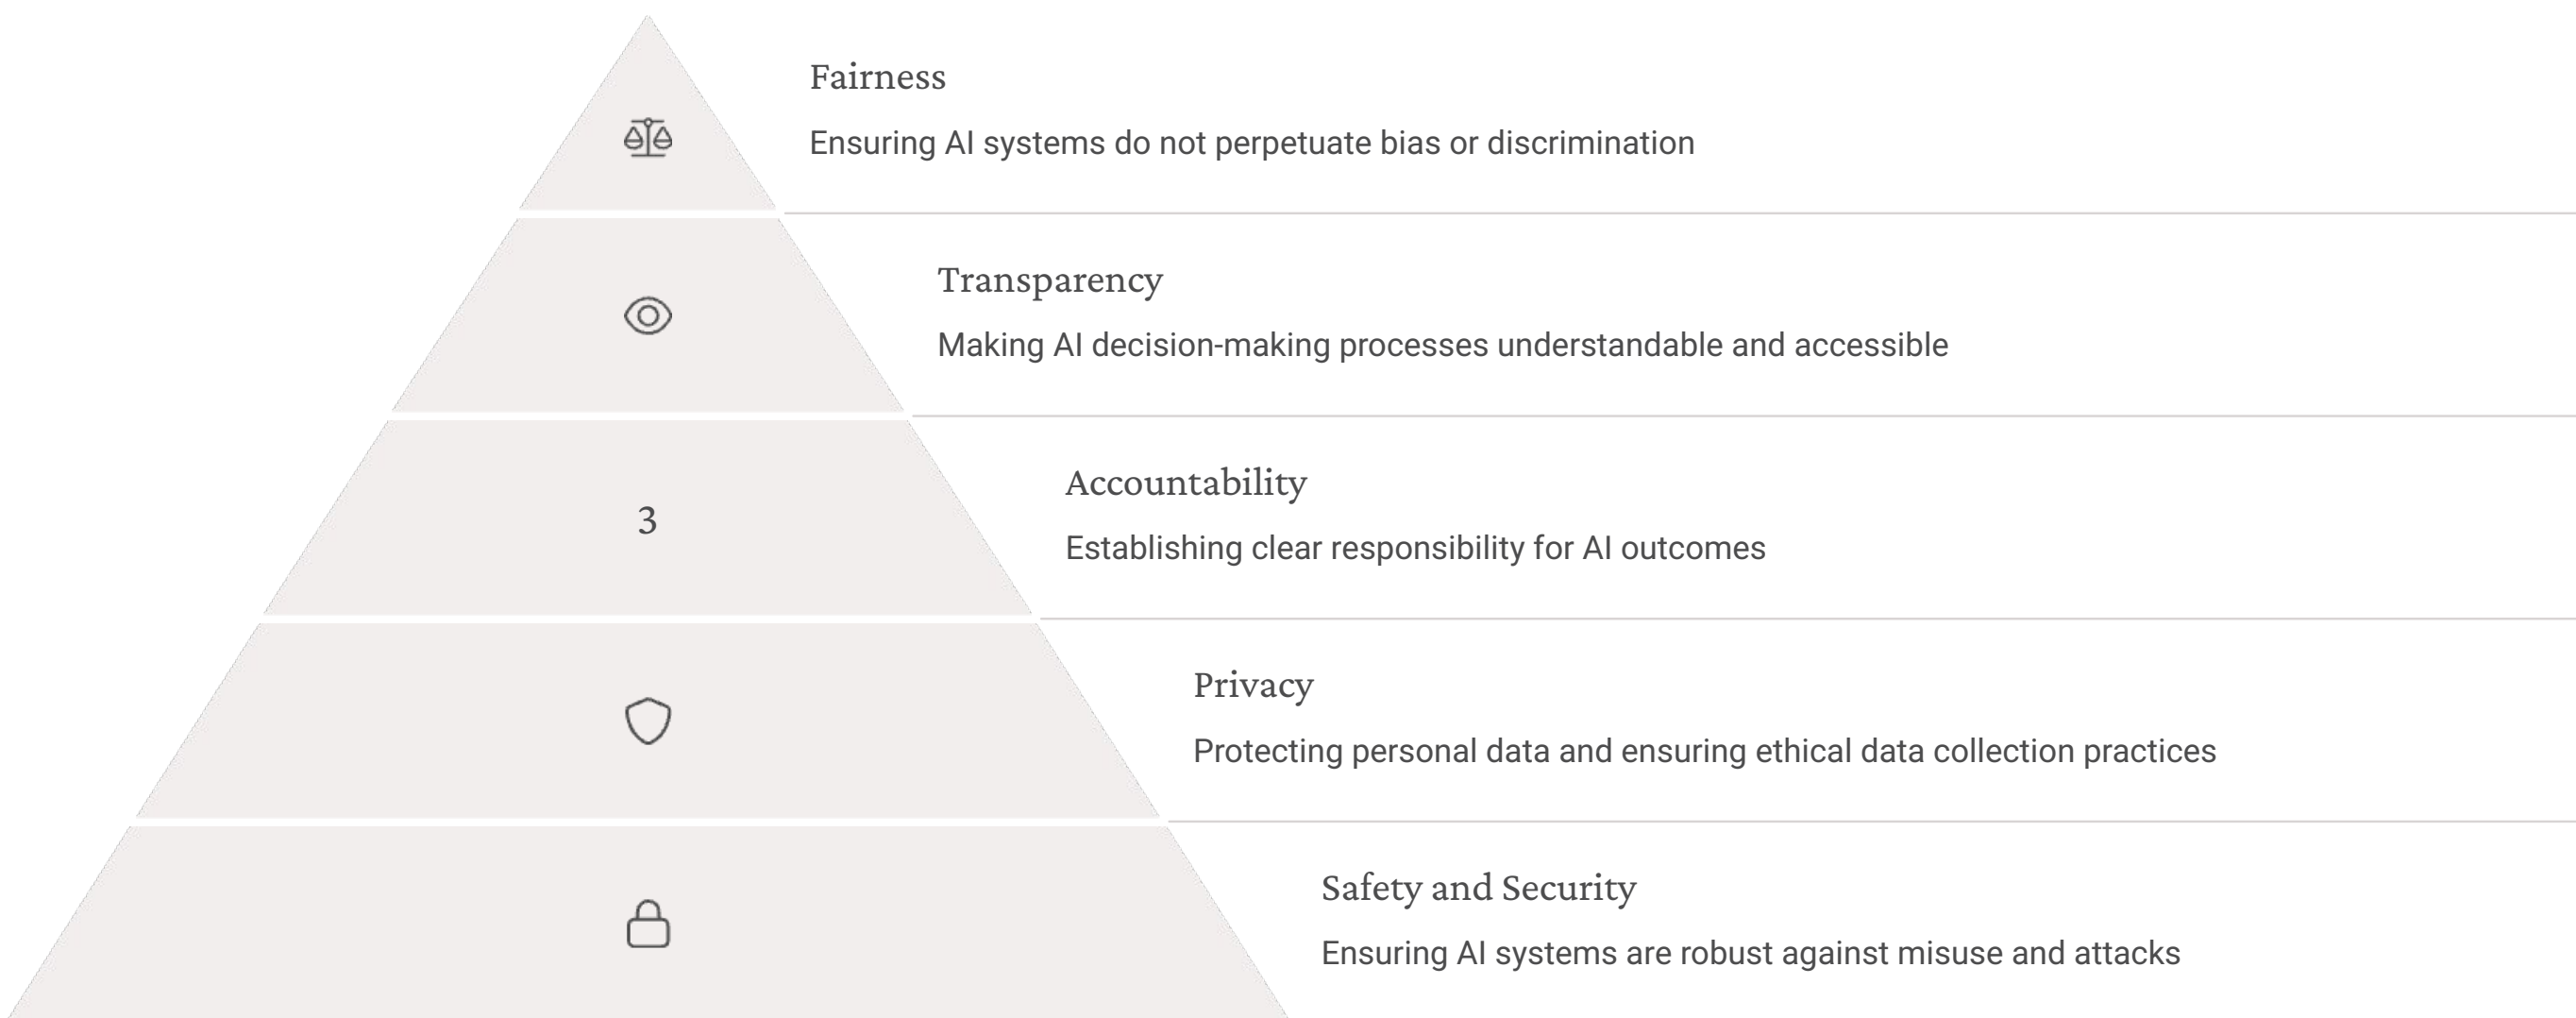 Fairness
Ensuring AI systems do not perpetuate bias or discrimination
Transparency
Making AI decision-making processes understandable and accessible
3
Accountability
Establishing clear responsibility for AI outcomes
Privacy
Protecting personal data and ensuring ethical data collection practices
Safety and Security
Ensuring AI systems are robust against misuse and attacks